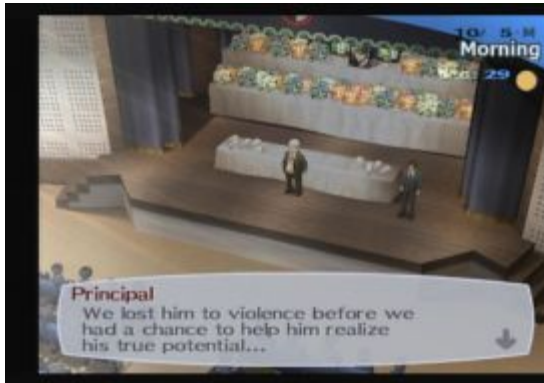 10/ 5 M
Morning
29
Principal
We lost him to violence before we
had a chance to help him realize
his true potential...